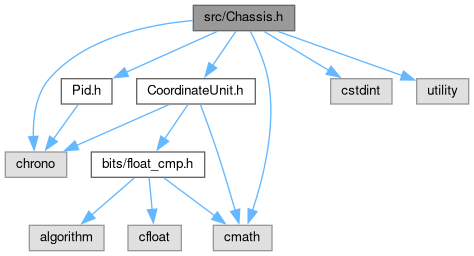 src/Chassis.h
Pid.h
CoordinateUnit.h
cstdint
utility
chrono
bits/float_cmp.h
algorithm
cfloat
cmath